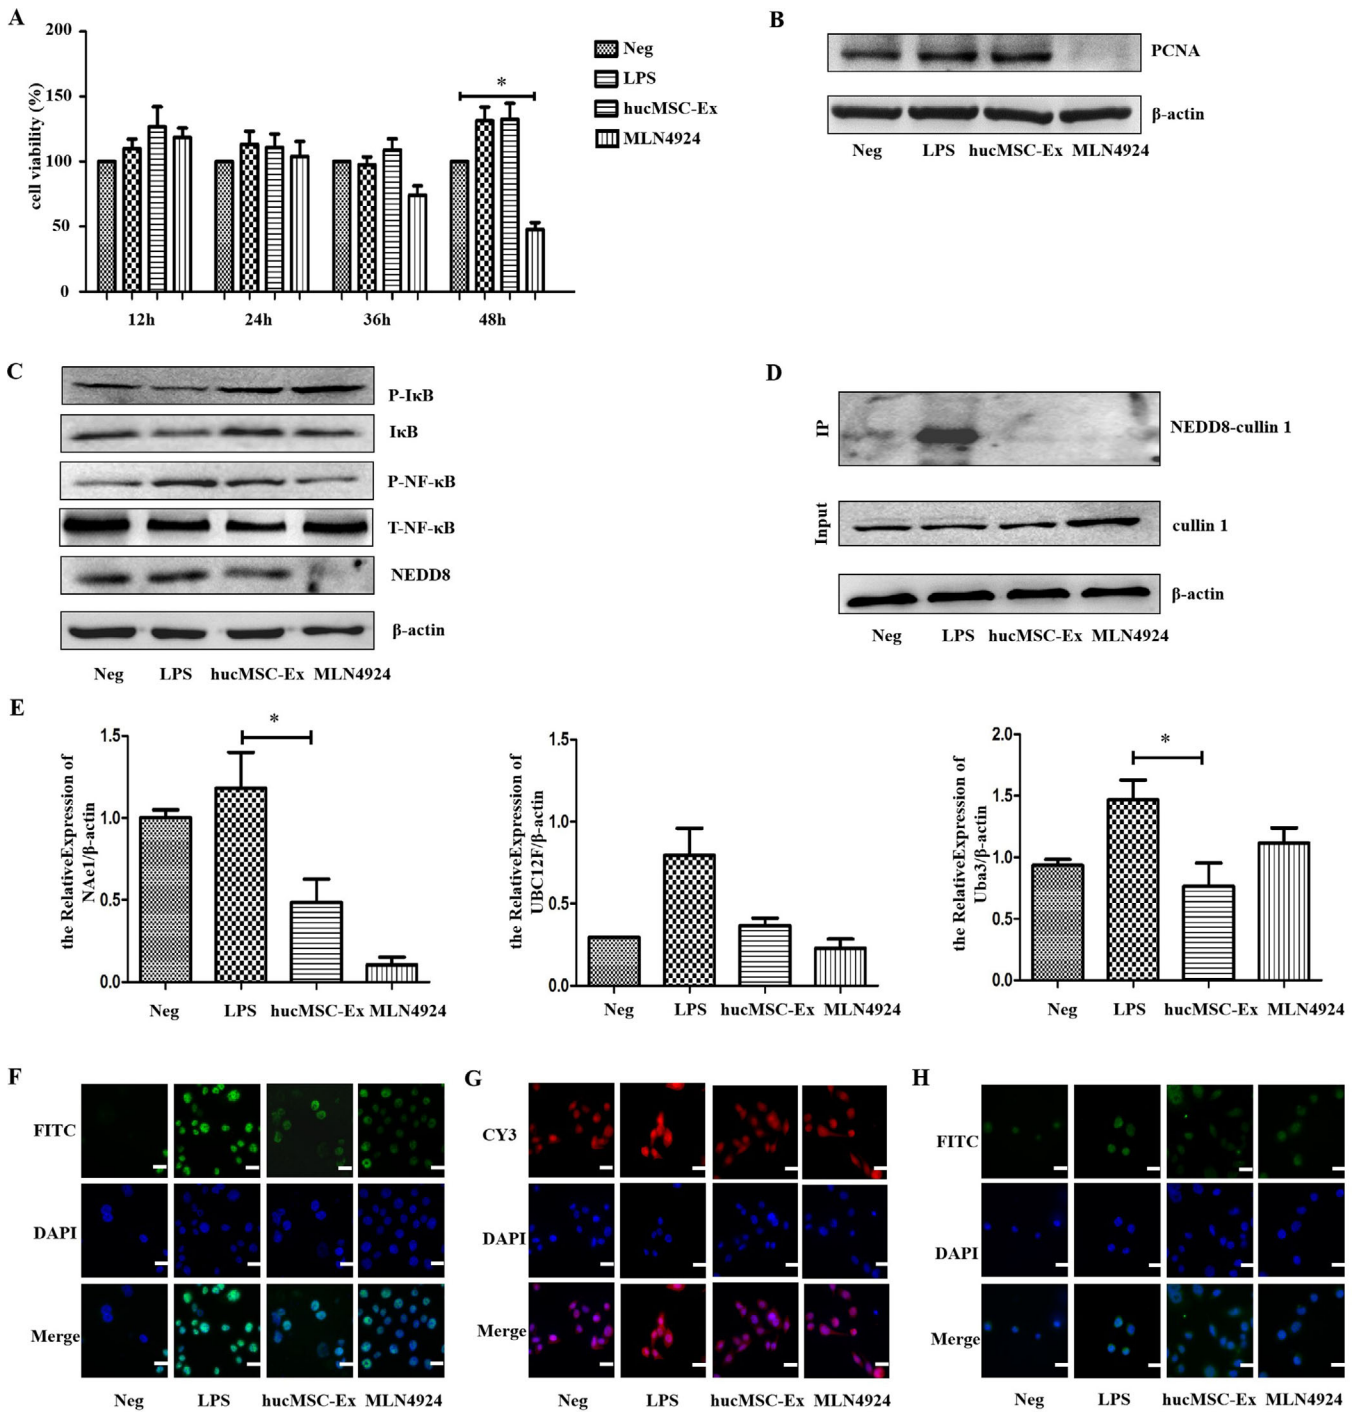 A
200
150
100
50
0
cell viability (%)
12h
24h
36h
48h
*
Neg
LPS
hucMSC-Ex
MLN4924
B
PCNA
β-actin
Neg
LPS
hucMSC-Ex
MLN4924
C
P-IκB
IκB
P-NF-κB
T-NF-κB
NEDD8
β-actin
Neg
LPS
hucMSC-Ex
MLN4924
D
IP
NEDD8-cullin 1
Input
cullin 1
β-actin
Neg
LPS
hucMSC-Ex
MLN4924
E
the RelativeExpression of
NAe1/β-actin
1.5
1.0
0.5
0.0
*
Neg
LPS
hucMSC-Ex
MLN4924
the RelativeExpression of
UBC12F/β-actin
1.5
1.0
0.5
0.0
Neg
LPS
hucMSC-Ex
MLN4924
the RelativeExpression of
Uba3/β-actin
2.0
1.5
1.0
0.5
0.0
*
Neg
LPS
hucMSC-Ex
MLN4924
F
FITC
DAPI
Merge
Neg
LPS
hucMSC-Ex
MLN4924
G
CY3
DAPI
Merge
Neg
LPS
hucMSC-Ex
MLN4924
H
FITC
DAPI
Merge
Neg
LPS
hucMSC-Ex
MLN4924